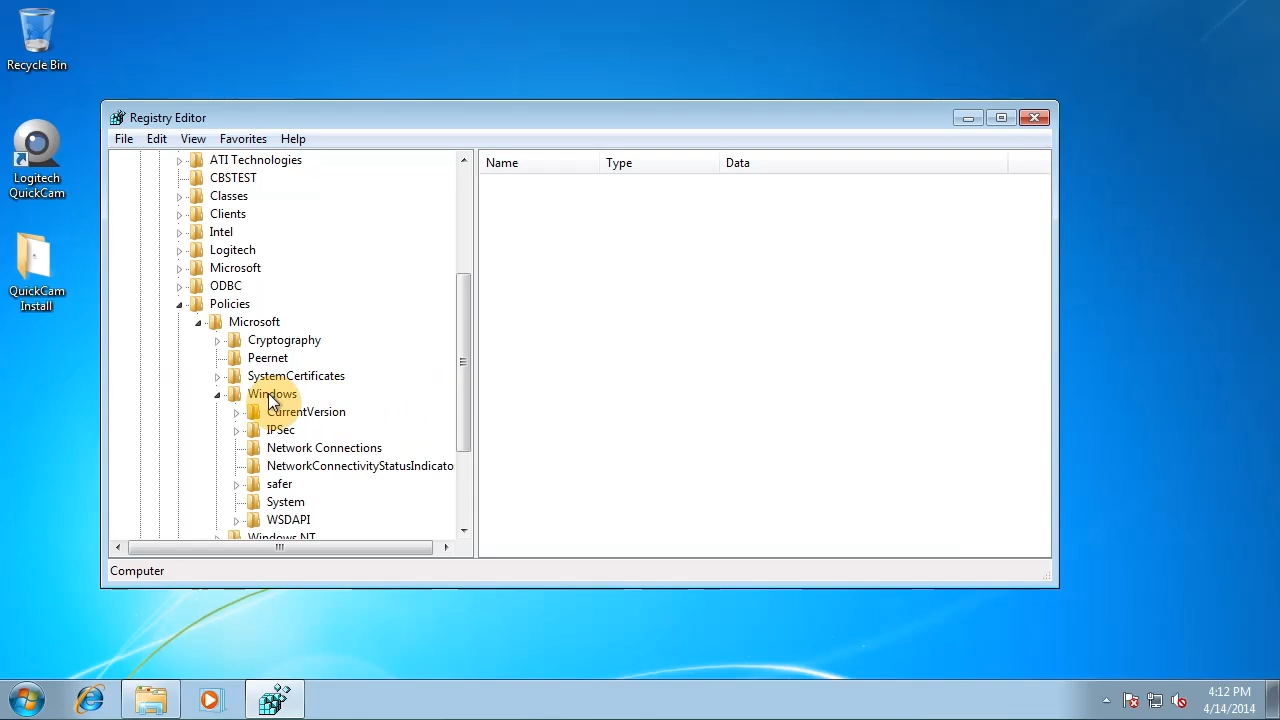 Recycle Bin
Logitech
QuickCam
QuickCam
Install
Registry Editor
File Edit View Favorites Help
ATI Technologies
CBSTEST
Classes
Clients
Intel
Logitech
Microsoft
ODBC
Policies
Microsoft
Cryptography
Peernet
SystemCertificates
Windows
CurrentVersion
IPSec
Network Connections
NetworkConnectivityStatusIndicato
safer
System
WSDAPI
Windows NT
Name Type Data
Computer
4:12 PM
4/14/2014